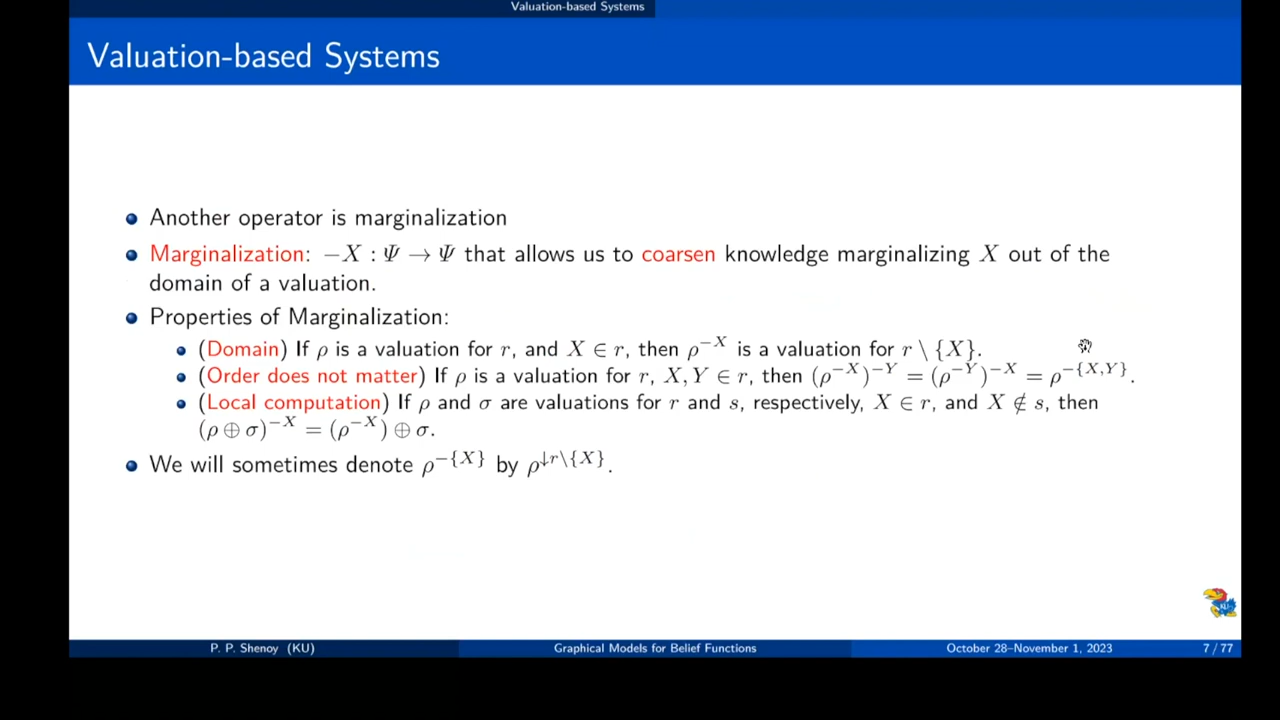 Valuation-based Systems
Valuation-based Systems
Another operator is marginalization
Marginalization: −X : Ψ → Ψ that allows us to coarsen knowledge marginalizing X out of the
domain of a valuation.
Properties of Marginalization:
(Domain) If ρ is a valuation for r, and X ∈ r, then ρ^{−X} is a valuation for r \ {X}.
(Order does not matter) If ρ is a valuation for r, X, Y ∈ r, then (ρ^{−X})^{−Y} = (ρ^{−Y})^{−X} = ρ^{−{X,Y}}.
(Local computation) If ρ and σ are valuations for r and s, respectively, X ∈ r, and X ∉ s, then
(ρ ⊕ σ)^{−X} = (ρ^{−X}) ⊕ σ.
We will sometimes denote ρ^{−{X}} by ρ^{↓r\{X}}.
KU
P. P. Shenoy (KU) Graphical Models for Belief Functions October 28–November 1, 2023 7 / 77